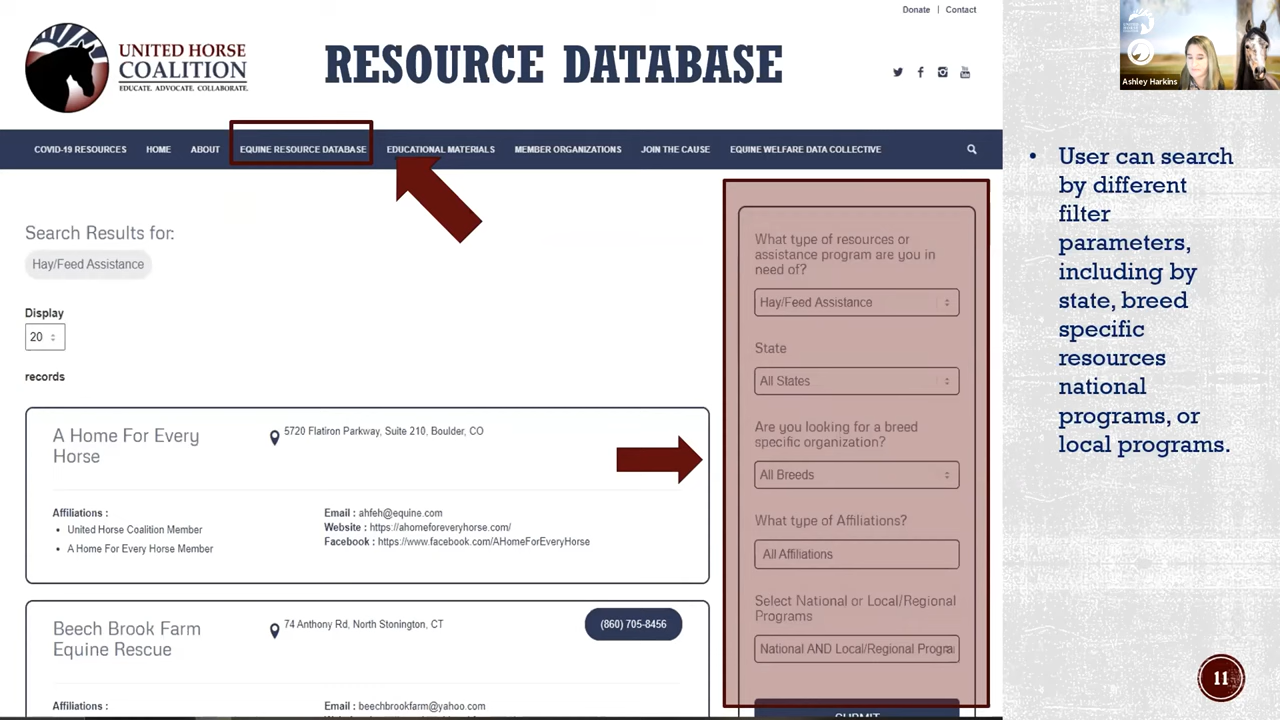 Donate | Contact
UNITED HORSE
COALITION
EDUCATE. ADVOCATE. COLLABORATE.
RESOURCE DATABASE
Ashley Harkins
COVID-19 RESOURCES HOME ABOUT EQUINE RESOURCE DATABASE EDUCATIONAL MATERIALS MEMBER ORGANIZATIONS JOIN THE CAUSE EQUINE WELFARE DATA COLLECTIVE
Search Results for:
Hay/Feed Assistance
Display
20
records
A Home For Every
Horse
5720 Flatiron Parkway, Suite 210, Boulder, CO
Affiliations :
• United Horse Coalition Member
• A Home For Every Horse Member
Email : ahfeh@equine.com
Website : https://ahomeforeveryhorse.com/
Facebook : https://www.facebook.com/AHomeForEveryHorse
Beech Brook Farm
Equine Rescue
74 Anthony Rd, North Stonington, CT
(860) 705-8456
Affiliations :
Email : beechbrookfarm@yahoo.com
What type of resources or
assistance program are you in
need of?
Hay/Feed Assistance
State
All States
Are you looking for a breed
specific organization?
All Breeds
What type of Affiliations?
All Affiliations
Select National or Local/Regional
Programs
National AND Local/Regional Progra
SUBMIT
• User can search
by different
filter
parameters,
including by
state, breed
specific
resources
national
programs, or
local programs.
11